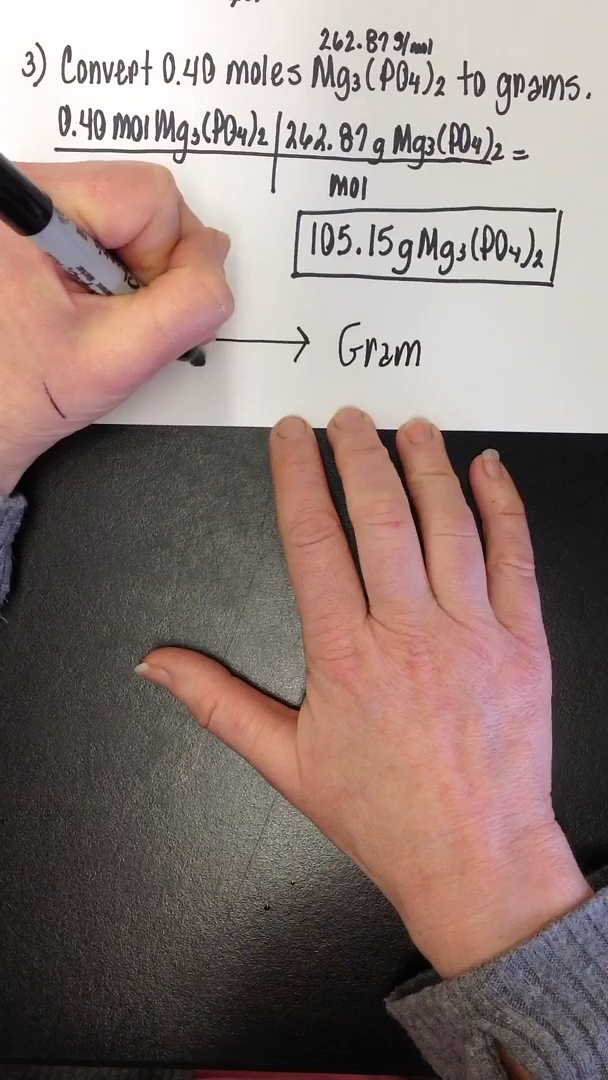 262.87 g/mol
3) Convert 0.40 moles Mg₃(PO₄)₂ to grams.
0.40 mol Mg₃(PO₄)₂ | 262.87 g Mg₃(PO₄)₂ =
mol
105.15 g Mg₃(PO₄)₂
→ Gram